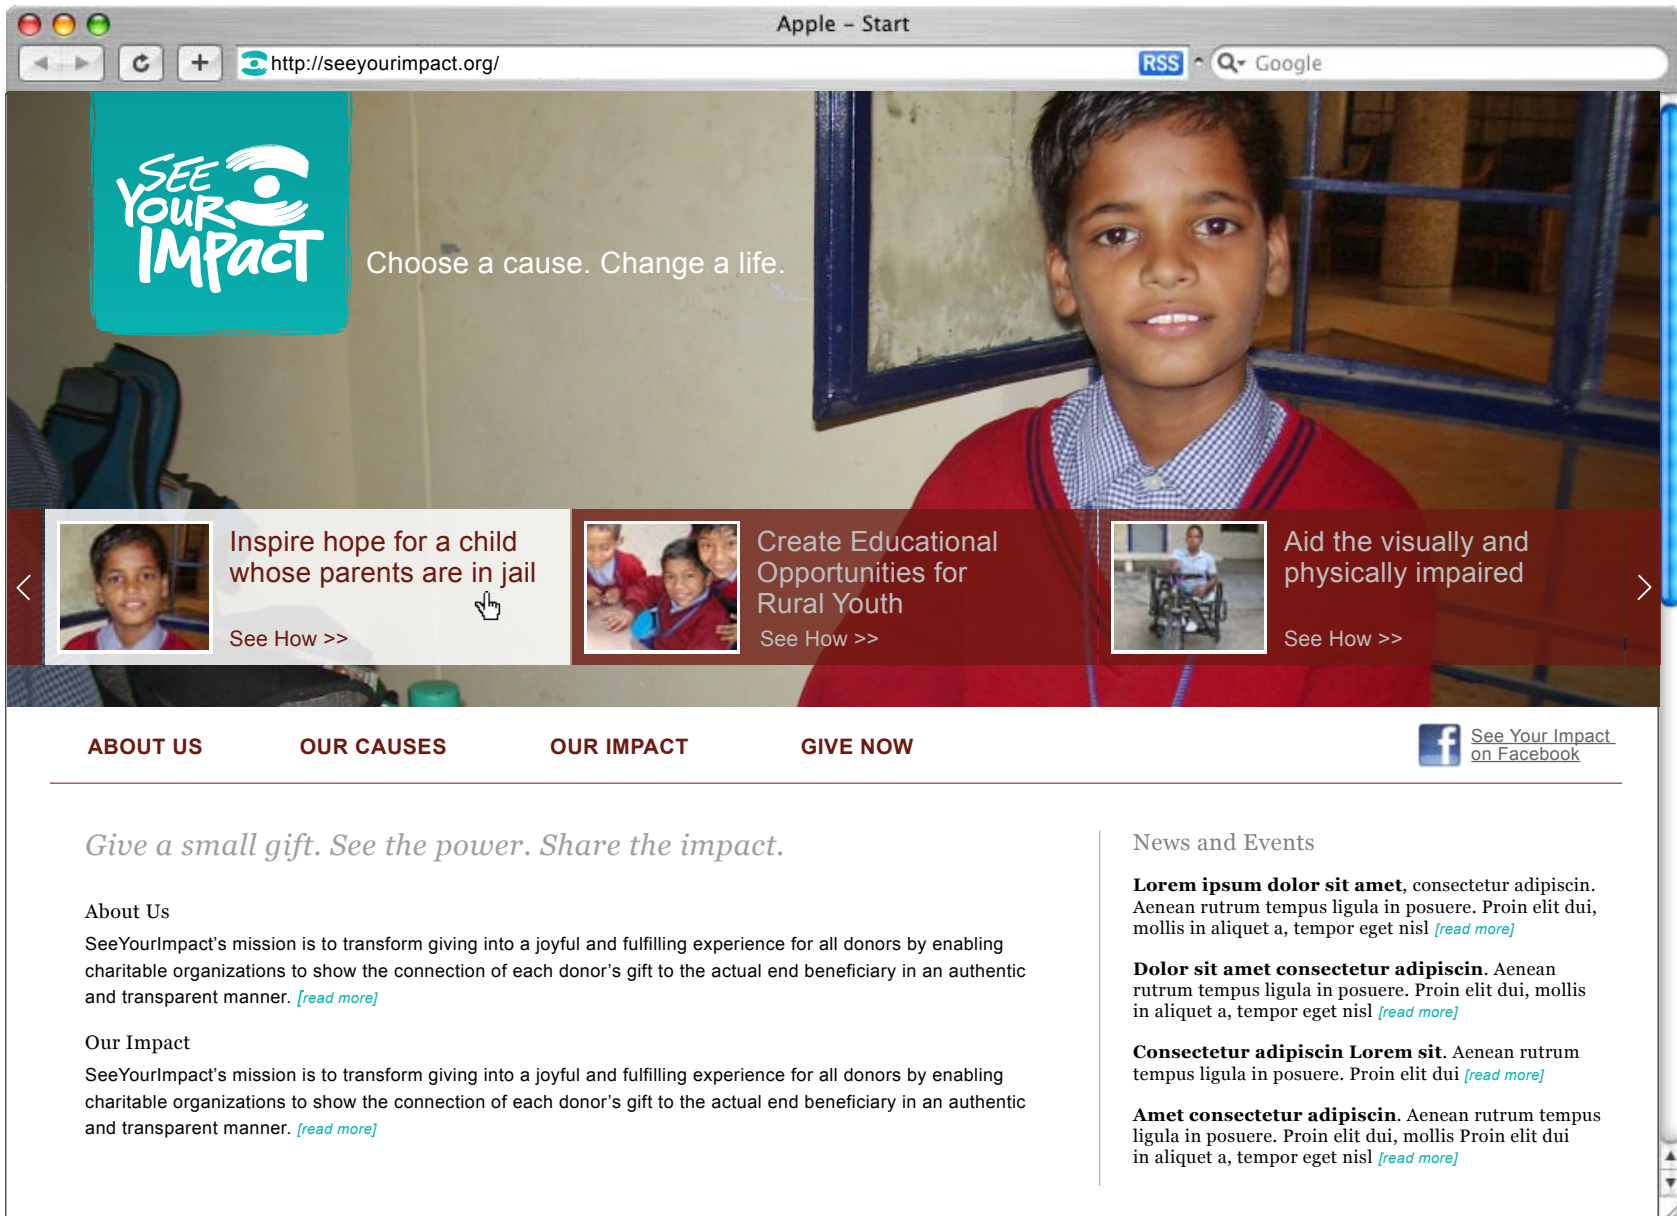 Apple – Start
http://seeyourimpact.org/
RSS
Google
SEE
YOUR
IMPACT
Choose a cause. Change a life.
Inspire hope for a child
whose parents are in jail
See How >>
Create Educational
Opportunities for
Rural Youth
See How >>
Aid the visually and
physically impaired
See How >>
ABOUT US
OUR CAUSES
OUR IMPACT
GIVE NOW
f
See Your Impact
on Facebook
Give a small gift. See the power. Share the impact.
About Us
SeeYourImpact’s mission is to transform giving into a joyful and fulfilling experience for all donors by enabling
charitable organizations to show the connection of each donor’s gift to the actual end beneficiary in an authentic
and transparent manner. [read more]
Our Impact
SeeYourImpact’s mission is to transform giving into a joyful and fulfilling experience for all donors by enabling
charitable organizations to show the connection of each donor’s gift to the actual end beneficiary in an authentic
and transparent manner. [read more]
News and Events
Lorem ipsum dolor sit amet, consectetur adipiscin.
Aenean rutrum tempus ligula in posuere. Proin elit dui,
mollis in aliquet a, tempor eget nisl [read more]
Dolor sit amet consectetur adipiscin. Aenean
rutrum tempus ligula in posuere. Proin elit dui, mollis
in aliquet a, tempor eget nisl [read more]
Consectetur adipiscin Lorem sit. Aenean rutrum
tempus ligula in posuere. Proin elit dui [read more]
Amet consectetur adipiscin. Aenean rutrum tempus
ligula in posuere. Proin elit dui, mollis Proin elit dui
in aliquet a, tempor eget nisl [read more]